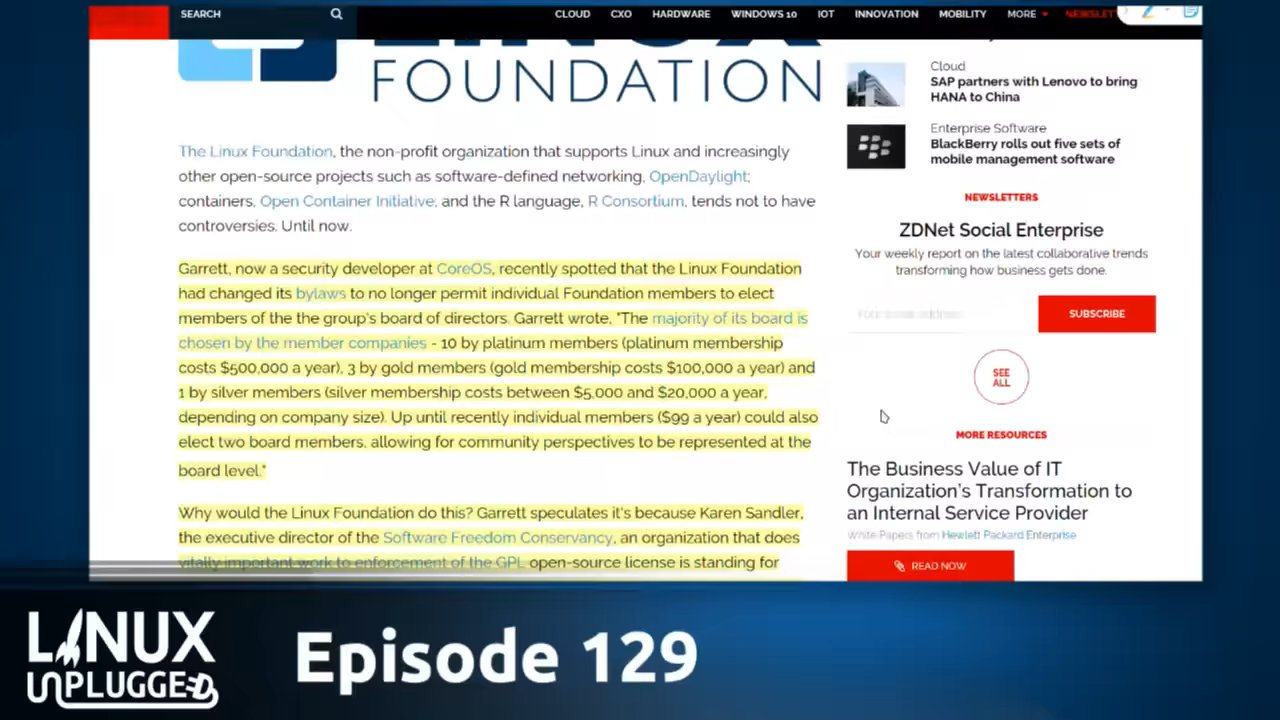 SEARCH
CLOUD CXO HARDWARE WINDOWS 10 IOT INNOVATION MOBILITY MORE NEWSLET
FOUNDATION
The Linux Foundation, the non-profit organization that supports Linux and increasingly
other open-source projects such as software-defined networking, OpenDaylight;
containers, Open Container Initiative; and the R language, R Consortium, tends not to have
controversies. Until now.
Garrett, now a security developer at CoreOS, recently spotted that the Linux Foundation
had changed its bylaws to no longer permit individual Foundation members to elect
members of the the group's board of directors. Garrett wrote, "The majority of its board is
chosen by the member companies - 10 by platinum members (platinum membership
costs $500,000 a year), 3 by gold members (gold membership costs $100,000 a year) and
1 by silver members (silver membership costs between $5,000 and $20,000 a year,
depending on company size). Up until recently individual members ($99 a year) could also
elect two board members, allowing for community perspectives to be represented at the
board level."
Why would the Linux Foundation do this? Garrett speculates it's because Karen Sandler,
the executive director of the Software Freedom Conservancy, an organization that does
vitally important work to enforcement of the GPL open-source license is standing for
Cloud
SAP partners with Lenovo to bring
HANA to China
Enterprise Software
BlackBerry rolls out five sets of
mobile management software
NEWSLETTERS
ZDNet Social Enterprise
Your weekly report on the latest collaborative trends
transforming how business gets done.
Your email address
SUBSCRIBE
SEE
ALL
MORE RESOURCES
The Business Value of IT
Organization's Transformation to
an Internal Service Provider
White Papers from Hewlett Packard Enterprise
READ NOW
LINUX
UNPLUGGED
Episode 129